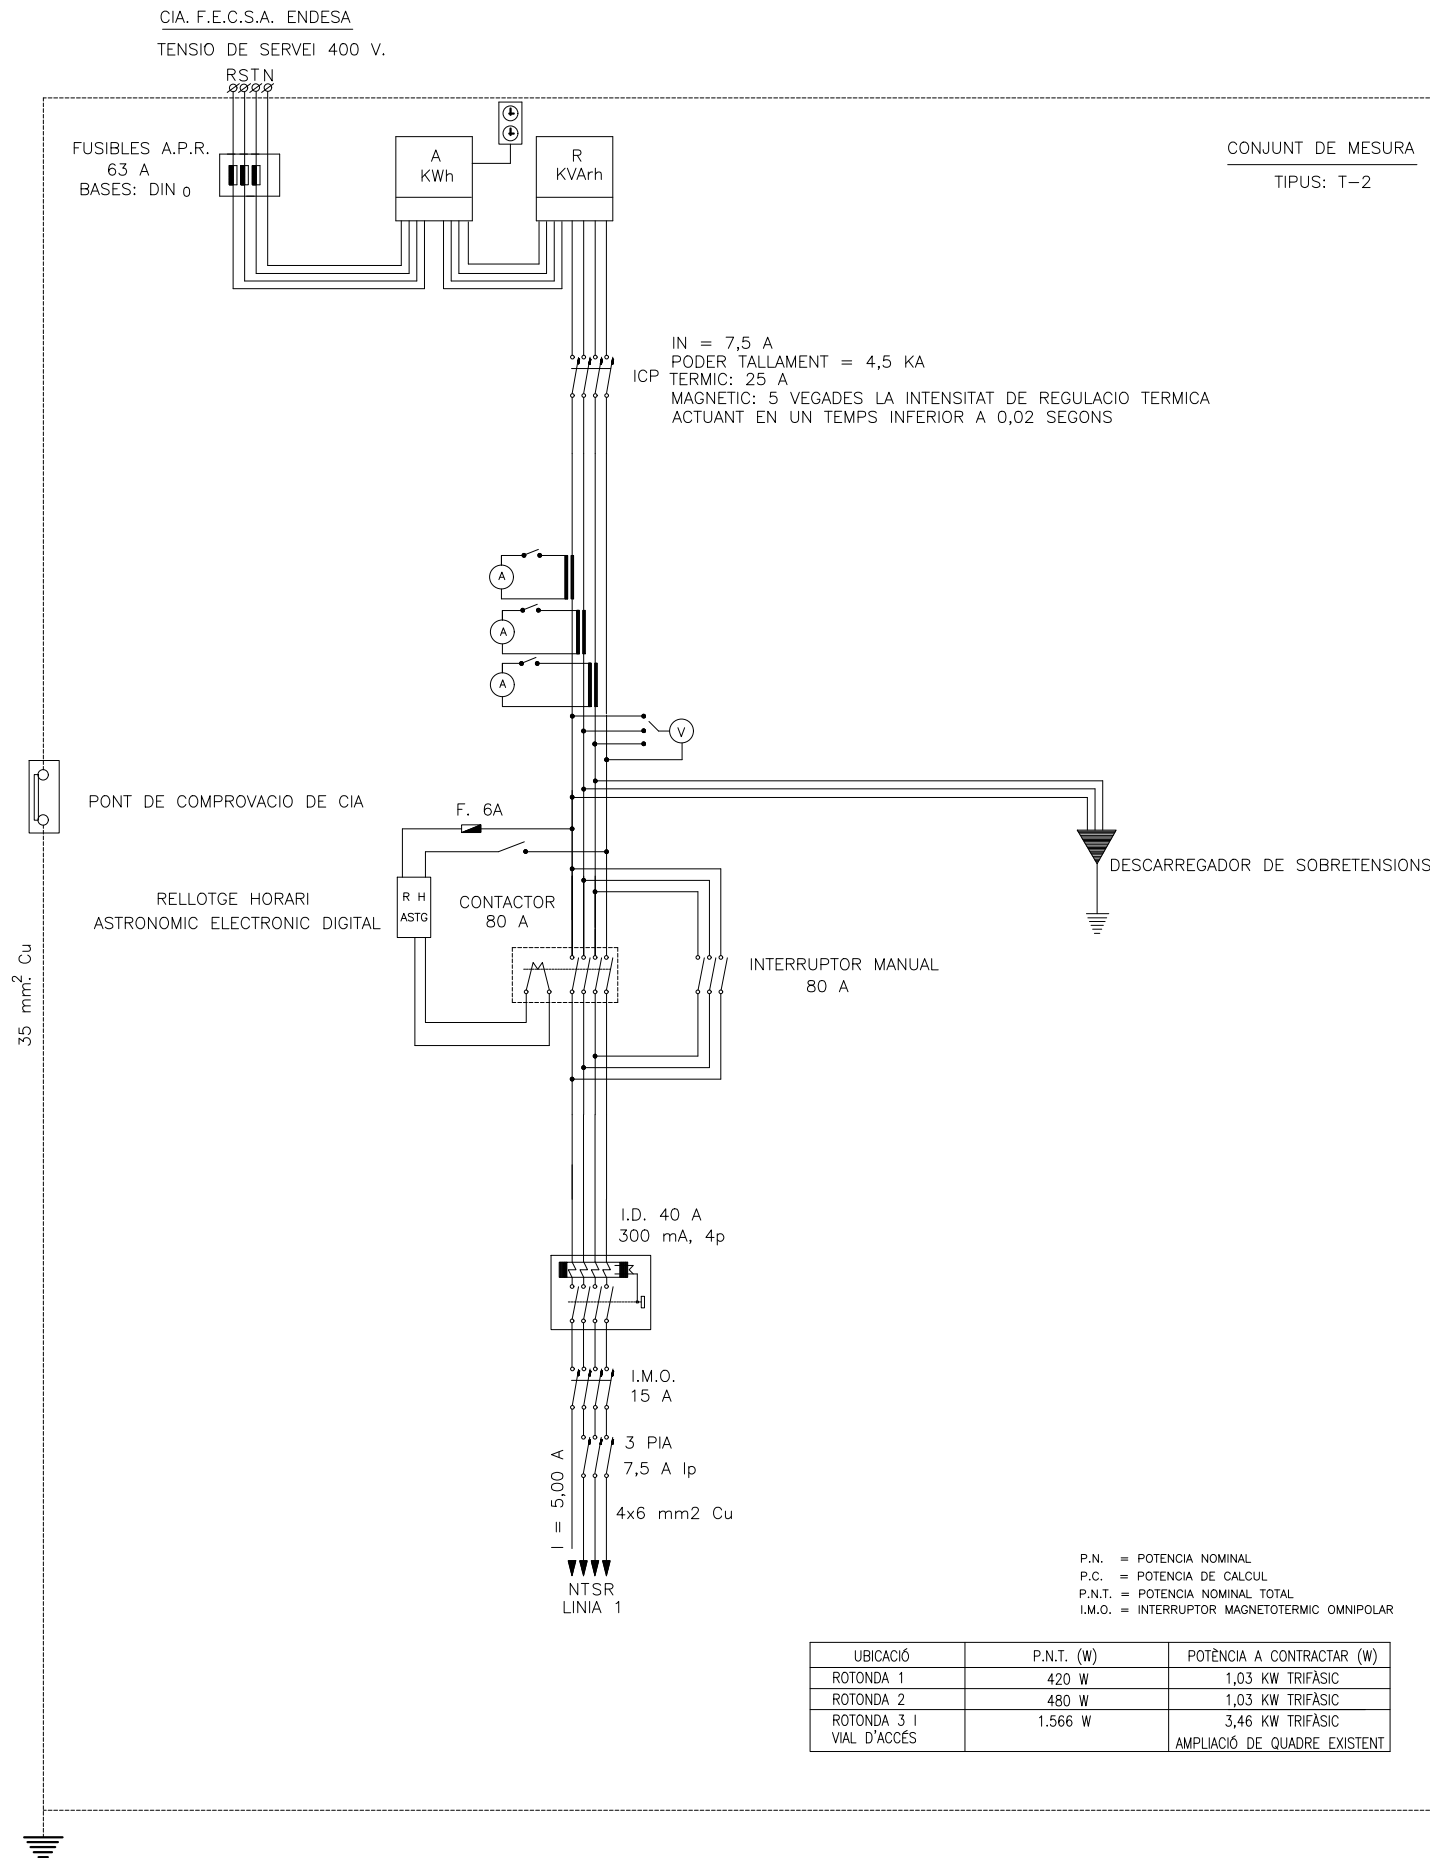 CIA. F.E.C.S.A. ENDESA
TENSIO DE SERVEI 400 V.
RSTN
FUSIBLES A.P.R.
63 A
BASES: DIN 0
A
KWh
R
KVArh
CONJUNT DE MESURA
TIPUS: T-2
IN = 7,5 A
PODER TALLAMENT = 4,5 KA
ICP TERMIC: 25 A
MAGNETIC: 5 VEGADES LA INTENSITAT DE REGULACIO TERMICA
ACTUANT EN UN TEMPS INFERIOR A 0,02 SEGONS
A
A
A
V
PONT DE COMPROVACIO DE CIA
F. 6A
DESCARREGADOR DE SOBRETENSIONS
RELLOTGE HORARI
ASTRONOMIC ELECTRONIC DIGITAL
R H
ASTG
CONTACTOR
80 A
INTERRUPTOR MANUAL
80 A
35 mm² Cu
I.D. 40 A
300 mA, 4p
I.M.O.
15 A
3 PIA
7,5 A Ip
I = 5,00 A
4x6 mm2 Cu
NTSR
LINIA 1
P.N. = POTENCIA NOMINAL
P.C. = POTENCIA DE CALCUL
P.N.T. = POTENCIA NOMINAL TOTAL
I.M.O. = INTERRUPTOR MAGNETOTERMIC OMNIPOLAR
UBICACIÓ P.N.T. (W) POTÈNCIA A CONTRACTAR (W)
ROTONDA 1 420 W 1,03 KW TRIFÀSIC
ROTONDA 2 480 W 1,03 KW TRIFÀSIC
ROTONDA 3 I 1.566 W 3,46 KW TRIFÀSIC
VIAL D'ACCÉS AMPLIACIÓ DE QUADRE EXISTENT